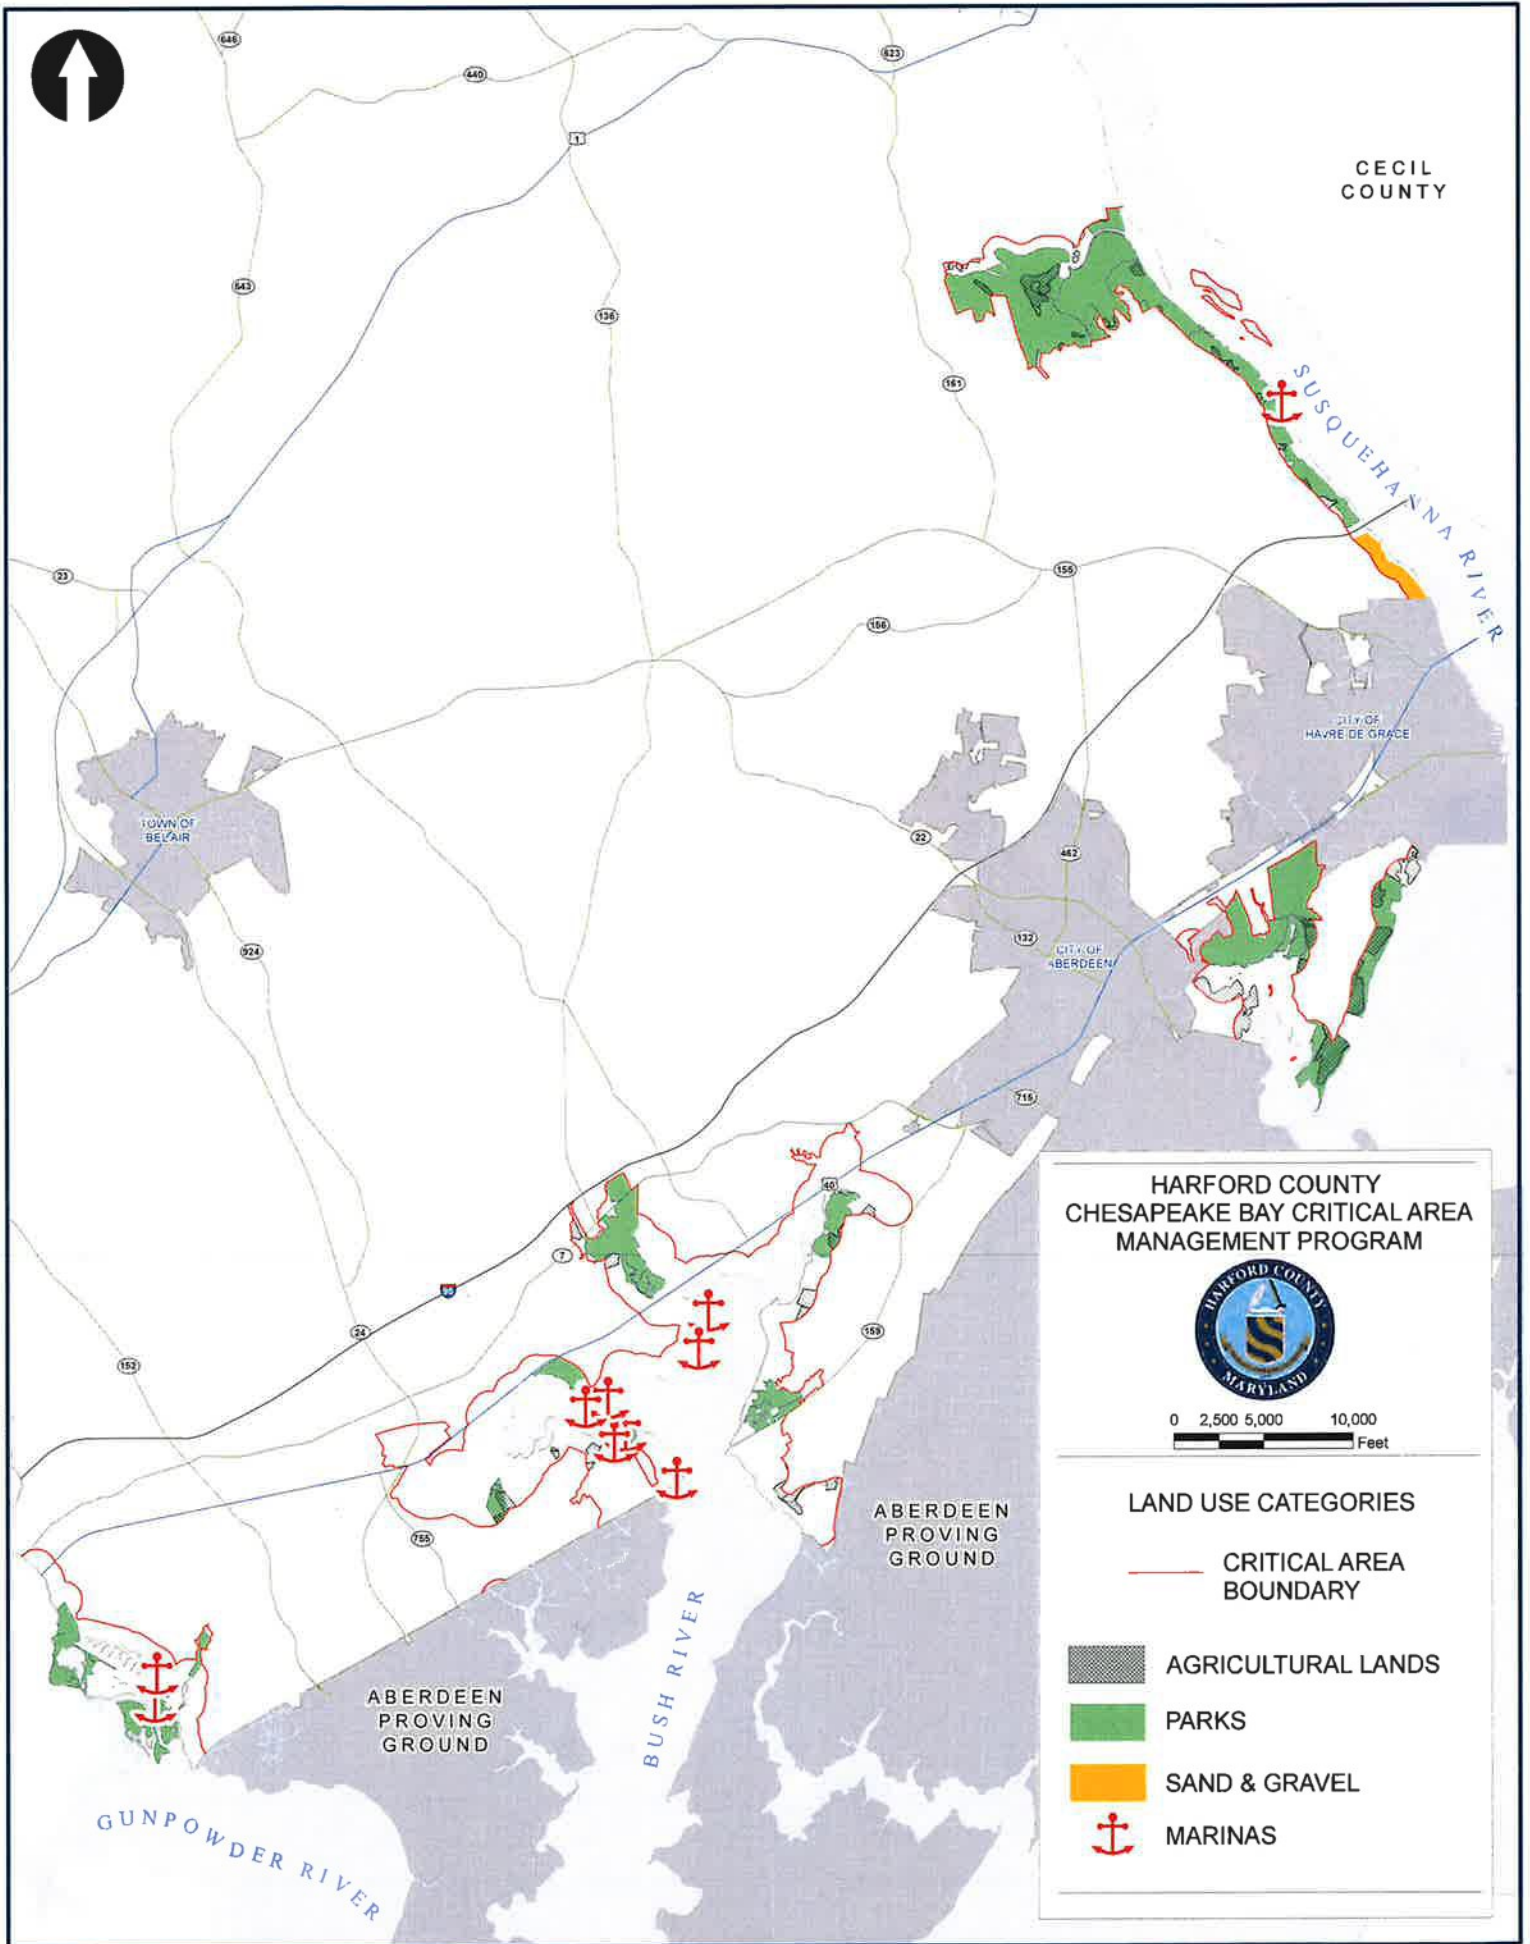 646
623
440
1
CECIL
COUNTY
643
136
161
SUSQUEHANNA RIVER
23
155
156
CITY OF
HAVRE DE GRACE
TOWN OF
BEL AIR
22
462
924
132
CITY OF
ABERDEEN
715
40
7
95
24
159
152
755
ABERDEEN
PROVING
GROUND
ABERDEEN
PROVING
GROUND
BUSH RIVER
GUNPOWDER RIVER
HARFORD COUNTY
CHESAPEAKE BAY CRITICAL AREA
MANAGEMENT PROGRAM
HARFORD COUNTY
MARYLAND
0 2,500 5,000 10,000
Feet
LAND USE CATEGORIES
CRITICAL AREA
BOUNDARY
AGRICULTURAL LANDS
PARKS
SAND & GRAVEL
MARINAS